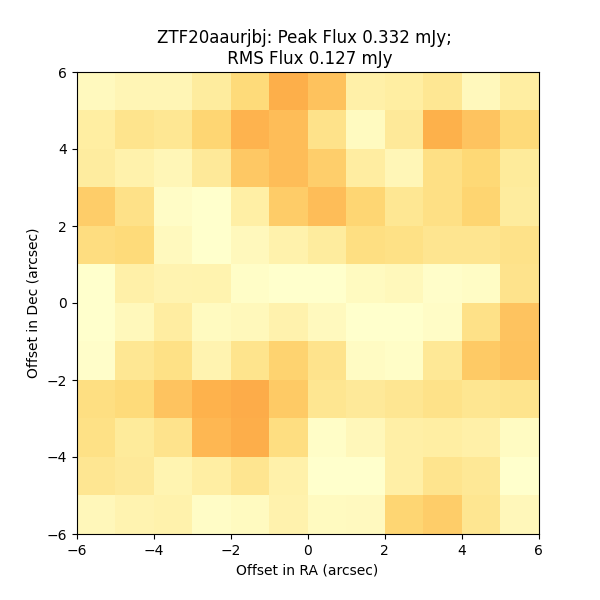 ZTF20aaurjbj: Peak Flux 0.332 mJy;
RMS Flux 0.127 mJy
6
4
2
0
−2
−4
−6
Offset in Dec (arcsec)
−6 −4 −2 0 2 4 6
Offset in RA (arcsec)